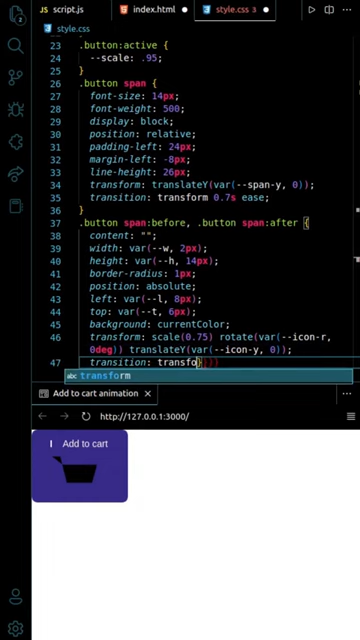 script.js index.html style.css 3
style.css
23 .button:active {
24 --scale: .95;
25 }
26 .button span {
27 font-size: 14px;
28 font-weight: 500;
29 display: block;
30 position: relative;
31 padding-left: 24px;
32 margin-left: -8px;
33 line-height: 26px;
34 transform: translateY(var(--span-y, 0));
35 transition: transform 0.7s ease;
36 }
37 .button span:before, .button span:after {
38 content: "";
39 width: var(--w, 2px);
40 height: var(--h, 14px);
41 border-radius: 1px;
42 position: absolute;
43 left: var(--l, 8px);
44 top: var(--t, 6px);
45 background: currentColor;
46 transform: scale(0.75) rotate(var(--icon-r,
0deg)) translateY(var(--icon-y, 0));
47 transition: transfo
abc transform
Add to cart animation
http://127.0.0.1:3000/
Add to cart